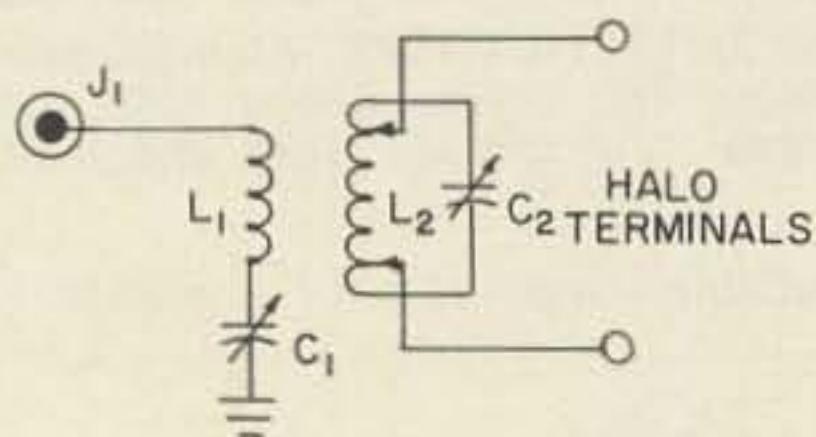 J₁
L₁
C₁
L₂
C₂
HALO
TERMINALS